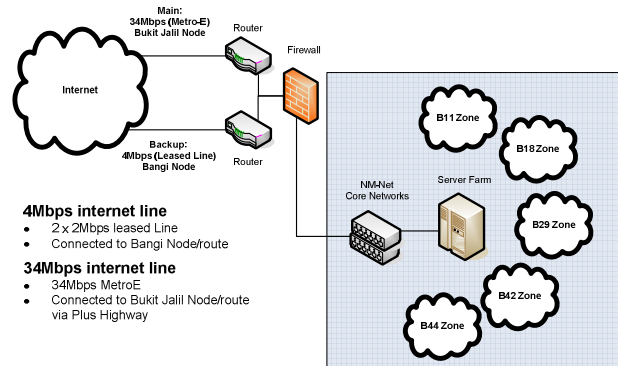 Main:
34Mbps (Metro-E)
Bukit Jalil Node
Router
Firewall
Internet
Backup:
4Mbps (Leased Line)
Bangi Node
Router
B11 Zone
B18 Zone
NM-Net
Core Networks
Server Farm
B29 Zone
B42 Zone
B44 Zone
4Mbps internet line
• 2 x 2Mbps leased Line
• Connected to Bangi Node/route
34Mbps internet line
• 34Mbps MetroE
• Connected to Bukit Jalil Node/route
via Plus Highway